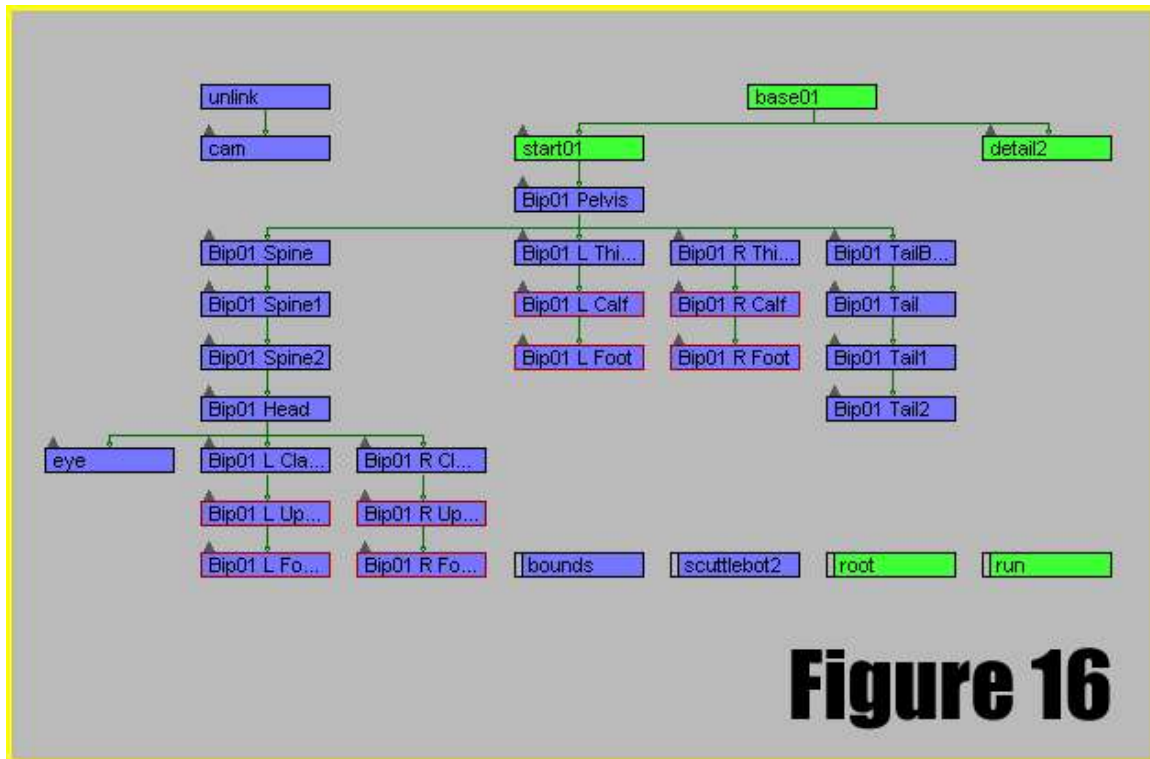 unlink
base01
cam
start01
detail2
Bip01 Pelvis
Bip01 Spine
Bip01 L Thi...
Bip01 R Thi...
Bip01 TailB...
Bip01 Spine1
Bip01 L Calf
Bip01 R Calf
Bip01 Tail
Bip01 Spine2
Bip01 L Foot
Bip01 R Foot
Bip01 Tail1
Bip01 Head
Bip01 Tail2
eye
Bip01 L Cla...
Bip01 R Cl...
Bip01 L Up...
Bip01 R Up...
Bip01 L Fo...
Bip01 R Fo...
bounds
scuttlebot2
root
run
Figure 16